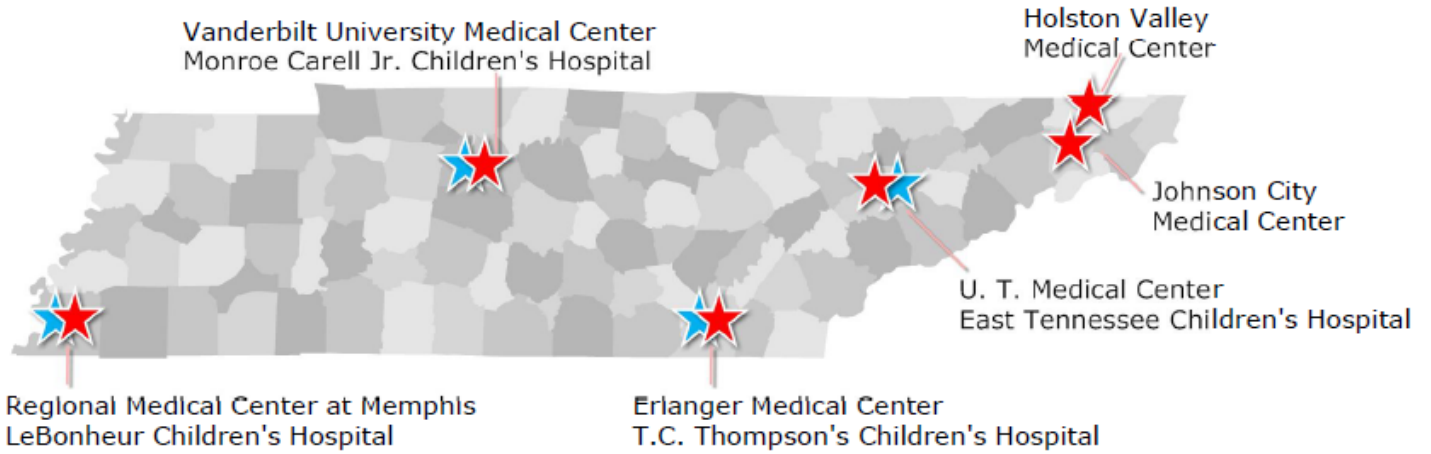 Vanderbilt University Medical Center
Monroe Carell Jr. Children's Hospital
Holston Valley
Medical Center
Johnson City
Medical Center
U. T. Medical Center
East Tennessee Children's Hospital
Regional Medical Center at Memphis
LeBonheur Children's Hospital
Erlanger Medical Center
T.C. Thompson's Children's Hospital